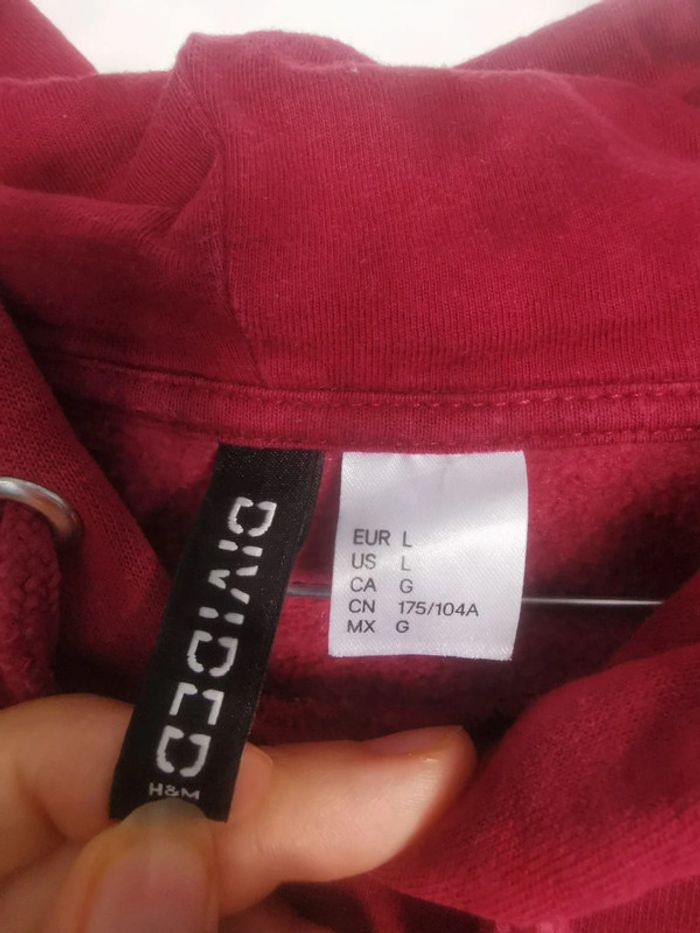 DIVIDED
H&M
EUR L
US L
CA G
CN 175/104A
MX G